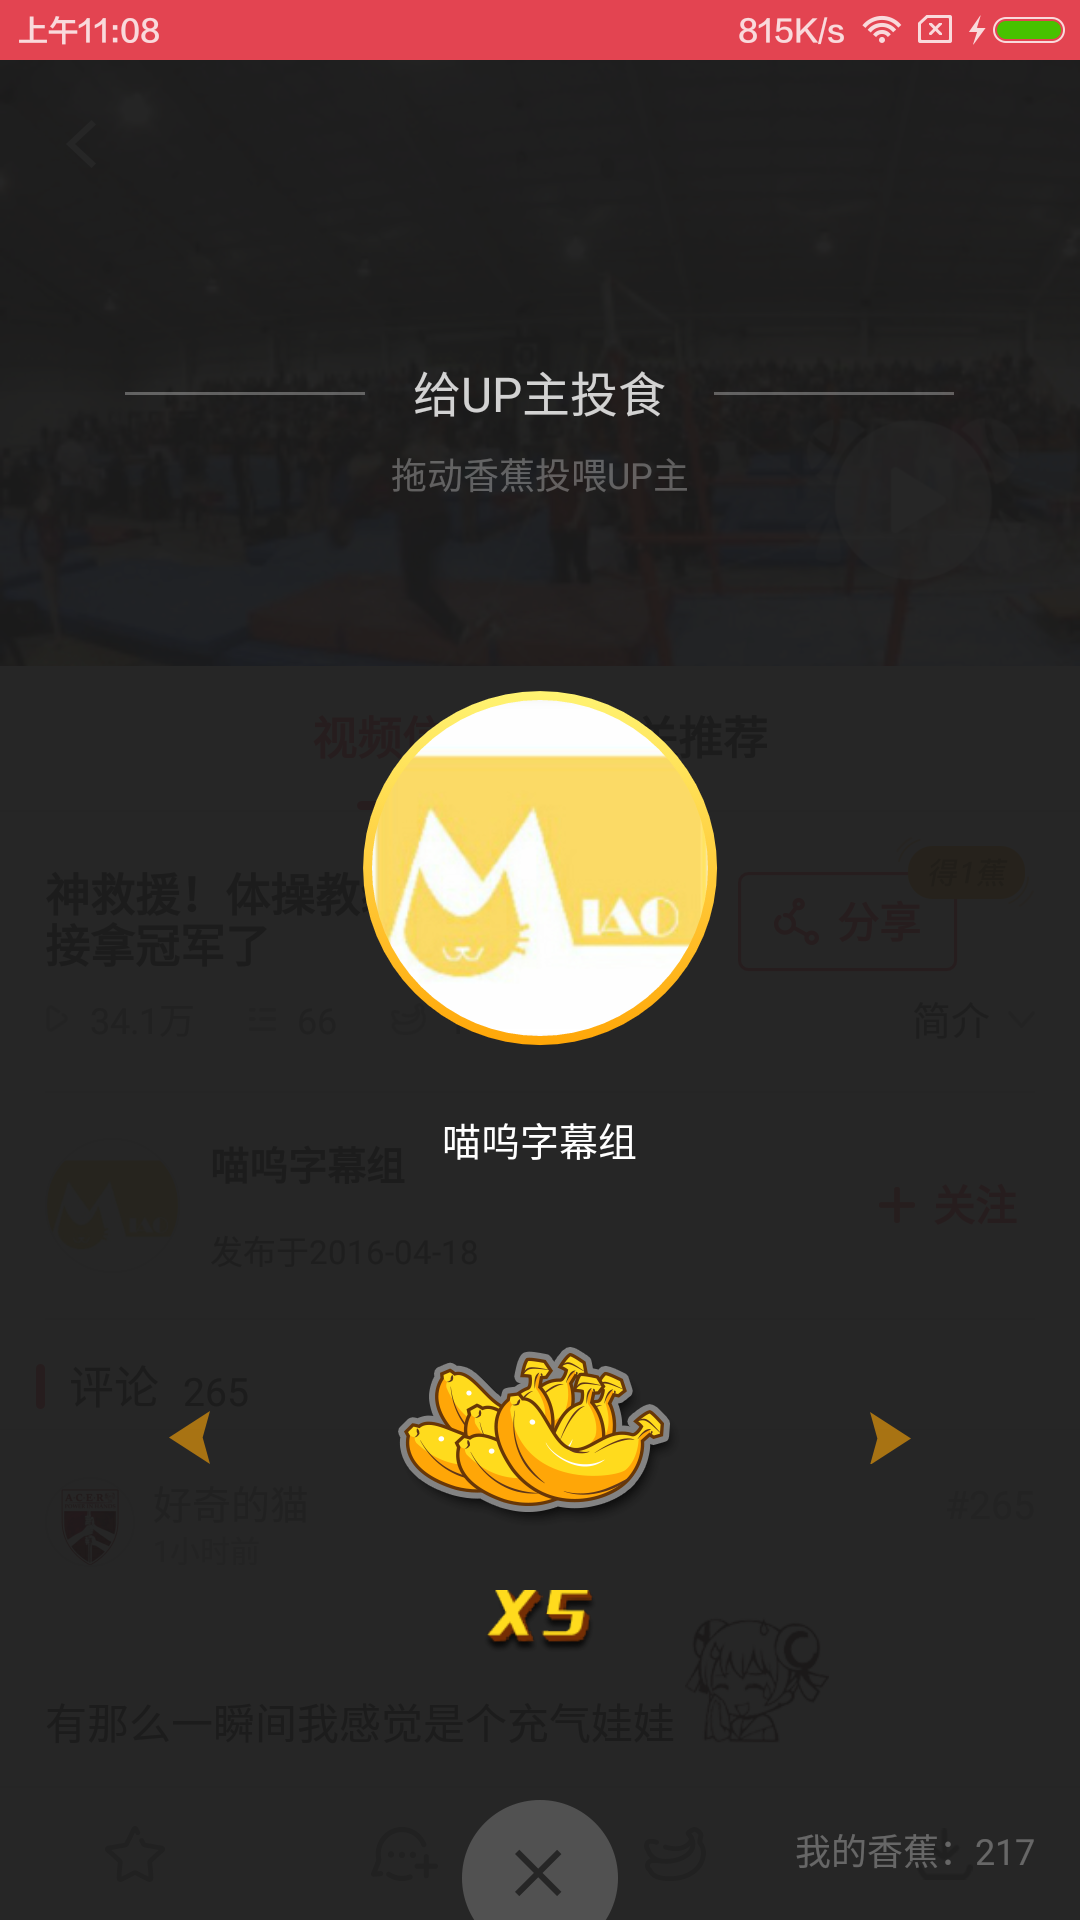 上午11:08
815K/s
给UP主投食
拖动香蕉投喂UP主
视频
推荐
神救援！体操教
接拿冠军了
得1蕉
分享
34.1万
66
简介
MIAO
喵呜字幕组
喵呜字幕组
发布于2016-04-18
关注
评论 265
好奇的猫
1小时前
#265
X5
有那么一瞬间我感觉是个充气娃娃
我的香蕉：217